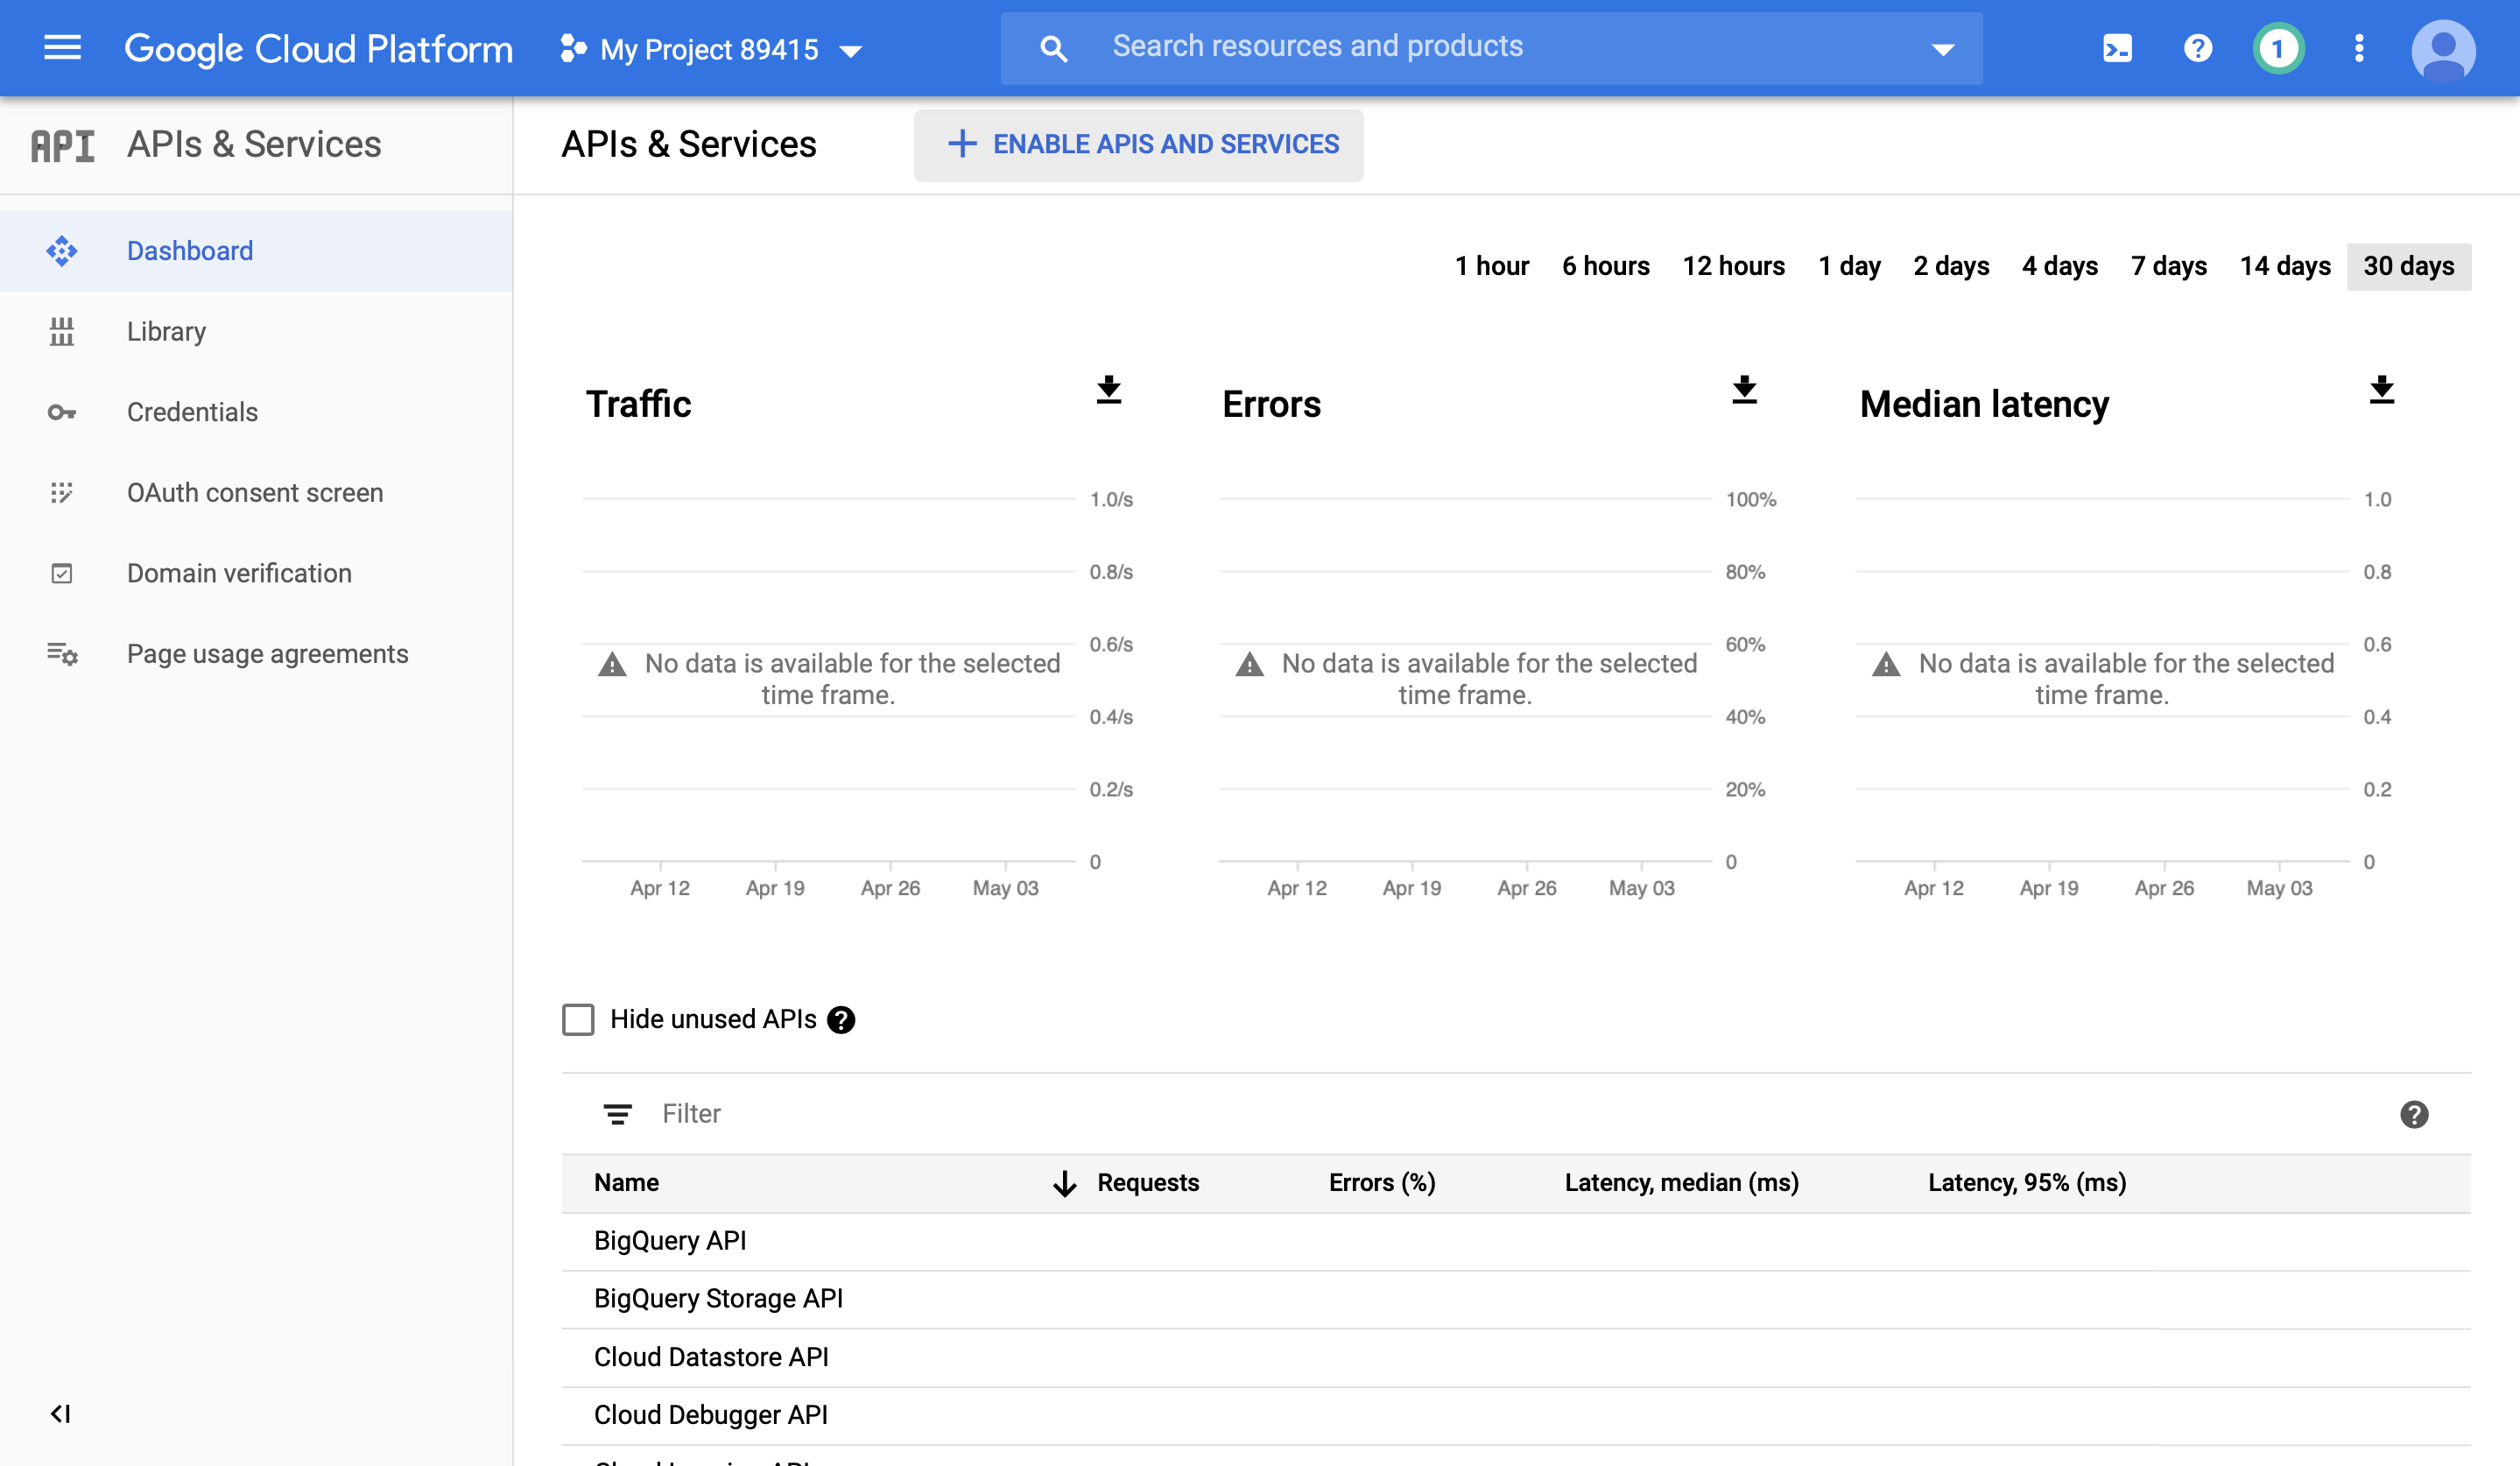 Google Cloud Platform
My Project 89415
Search resources and products
1
API APIs & Services
APIs & Services
ENABLE APIS AND SERVICES
Dashboard
Library
Credentials
OAuth consent screen
Domain verification
Page usage agreements
1 hour 6 hours 12 hours 1 day 2 days 4 days 7 days 14 days 30 days
Traffic
1.0/s
0.8/s
0.6/s
No data is available for the selected
time frame.
0.4/s
0.2/s
0
Apr 12 Apr 19 Apr 26 May 03
Errors
100%
80%
60%
No data is available for the selected
time frame.
40%
20%
0
Apr 12 Apr 19 Apr 26 May 03
Median latency
1.0
0.8
0.6
No data is available for the selected
time frame.
0.4
0.2
0
Apr 12 Apr 19 Apr 26 May 03
Hide unused APIs
Filter
Name Requests Errors (%) Latency, median (ms) Latency, 95% (ms)
BigQuery API
BigQuery Storage API
Cloud Datastore API
Cloud Debugger API